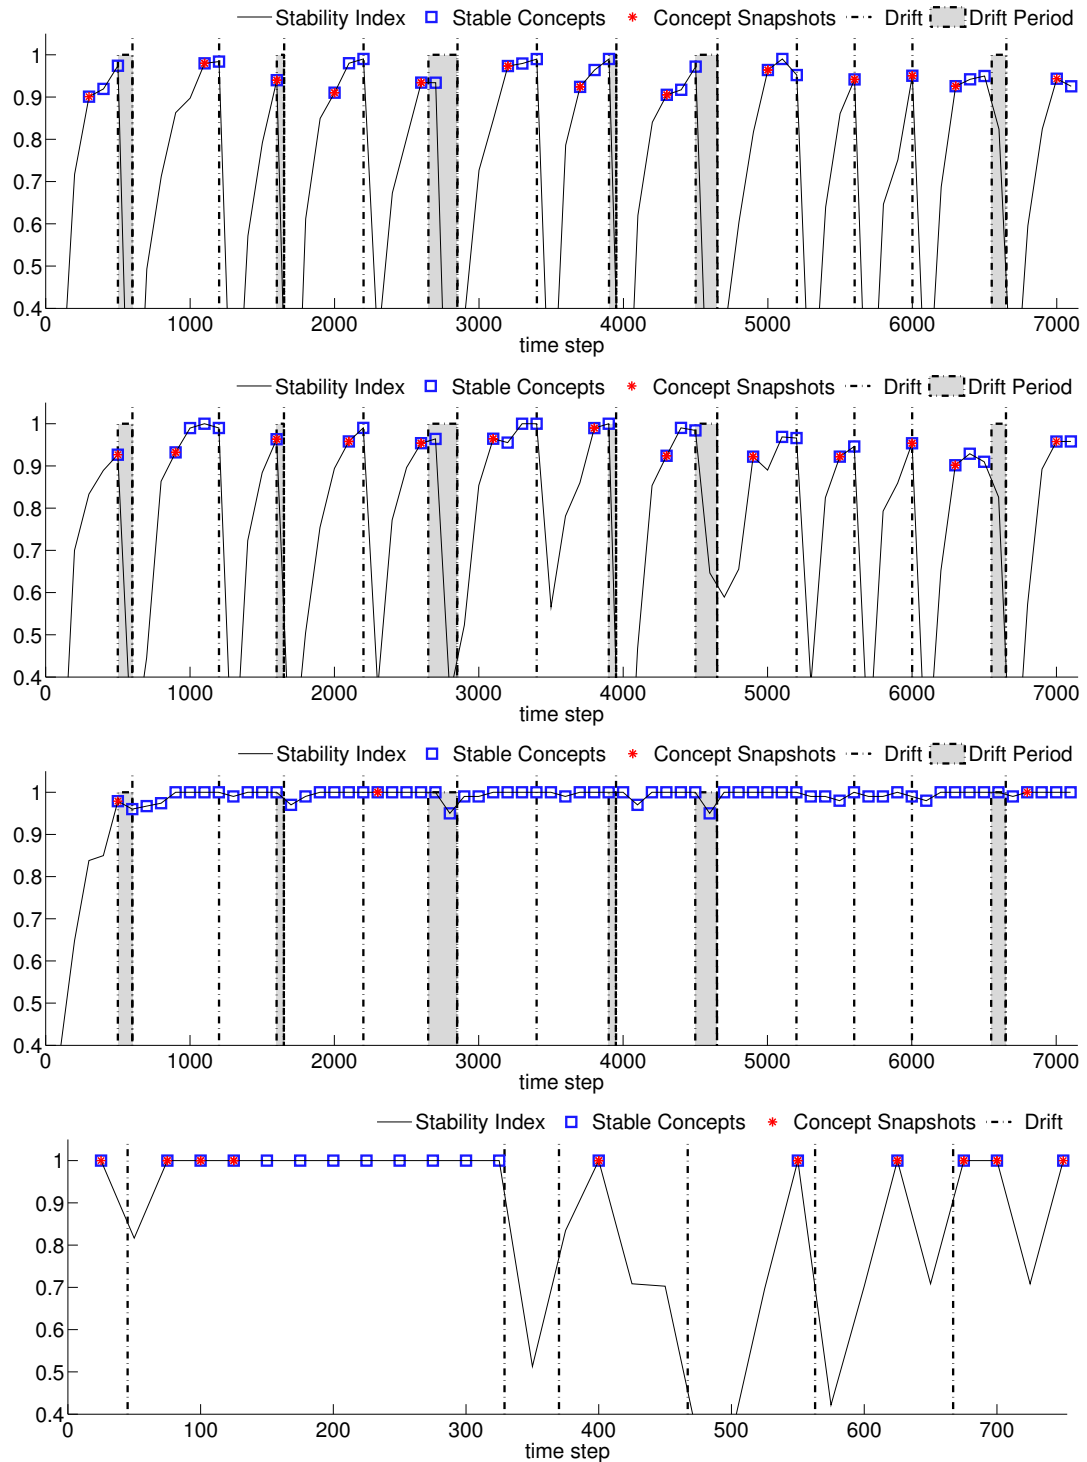 Stability Index Stable Concepts Concept Snapshots Drift Drift Period
1
0.9
0.8
0.7
0.6
0.5
0.4
0 1000 2000 3000 4000 5000 6000 7000
time step
Stability Index Stable Concepts Concept Snapshots Drift Drift Period
1
0.9
0.8
0.7
0.6
0.5
0.4
0 1000 2000 3000 4000 5000 6000 7000
time step
Stability Index Stable Concepts Concept Snapshots Drift Drift Period
1
0.9
0.8
0.7
0.6
0.5
0.4
0 1000 2000 3000 4000 5000 6000 7000
time step
Stability Index Stable Concepts Concept Snapshots Drift
1
0.9
0.8
0.7
0.6
0.5
0.4
0 100 200 300 400 500 600 700
time step